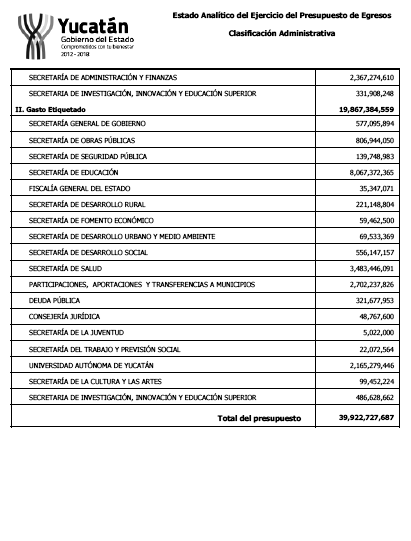 Yucatán
Gobierno del Estado
Comprometidos con tu bienestar
2012 - 2018
Estado Analítico del Ejercicio del Presupuesto de Egresos
Clasificación Administrativa
SECRETARÍA DE ADMINISTRACIÓN Y FINANZAS 2,367,274,610
SECRETARIA DE INVESTIGACIÓN, INNOVACIÓN Y EDUCACIÓN SUPERIOR 331,908,248
II. Gasto Etiquetado 19,867,384,559
SECRETARÍA GENERAL DE GOBIERNO 577,095,894
SECRETARÍA DE OBRAS PÚBLICAS 806,944,050
SECRETARÍA DE SEGURIDAD PÚBLICA 139,748,983
SECRETARÍA DE EDUCACIÓN 8,067,372,365
FISCALÍA GENERAL DEL ESTADO 35,347,071
SECRETARÍA DE DESARROLLO RURAL 221,148,804
SECRETARÍA DE FOMENTO ECONÓMICO 59,462,500
SECRETARÍA DE DESARROLLO URBANO Y MEDIO AMBIENTE 69,533,369
SECRETARÍA DE DESARROLLO SOCIAL 556,147,157
SECRETARÍA DE SALUD 3,483,446,091
PARTICIPACIONES, APORTACIONES Y TRANSFERENCIAS A MUNICIPIOS 2,702,237,826
DEUDA PÚBLICA 321,677,953
CONSEJERÍA JURÍDICA 48,767,600
SECRETARÍA DE LA JUVENTUD 5,022,000
SECRETARÍA DEL TRABAJO Y PREVISIÓN SOCIAL 22,072,564
UNIVERSIDAD AUTÓNOMA DE YUCATÁN 2,165,279,446
SECRETARÍA DE LA CULTURA Y LAS ARTES 99,452,224
SECRETARIA DE INVESTIGACIÓN, INNOVACIÓN Y EDUCACIÓN SUPERIOR 486,628,662
Total del presupuesto 39,922,727,687